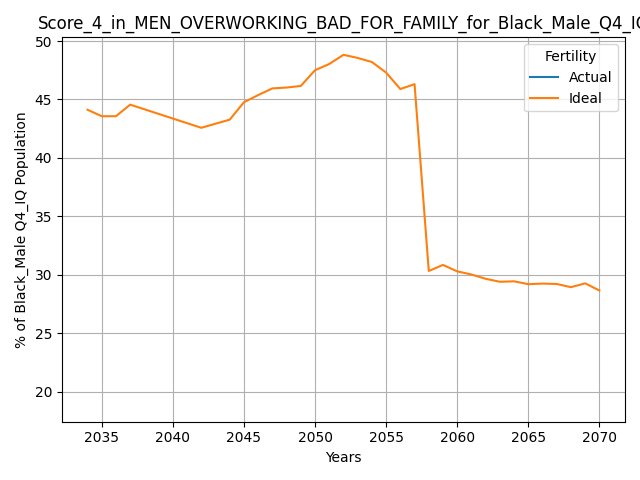 Score_4_in_MEN_OVERWORKING_BAD_FOR_FAMILY_for_Black_Male_Q4_IQ
50
45
40
35
30
25
20
% of Black_Male Q4_IQ Population
Fertility
Actual
Ideal
2035 2040 2045 2050 2055 2060 2065 2070
Years